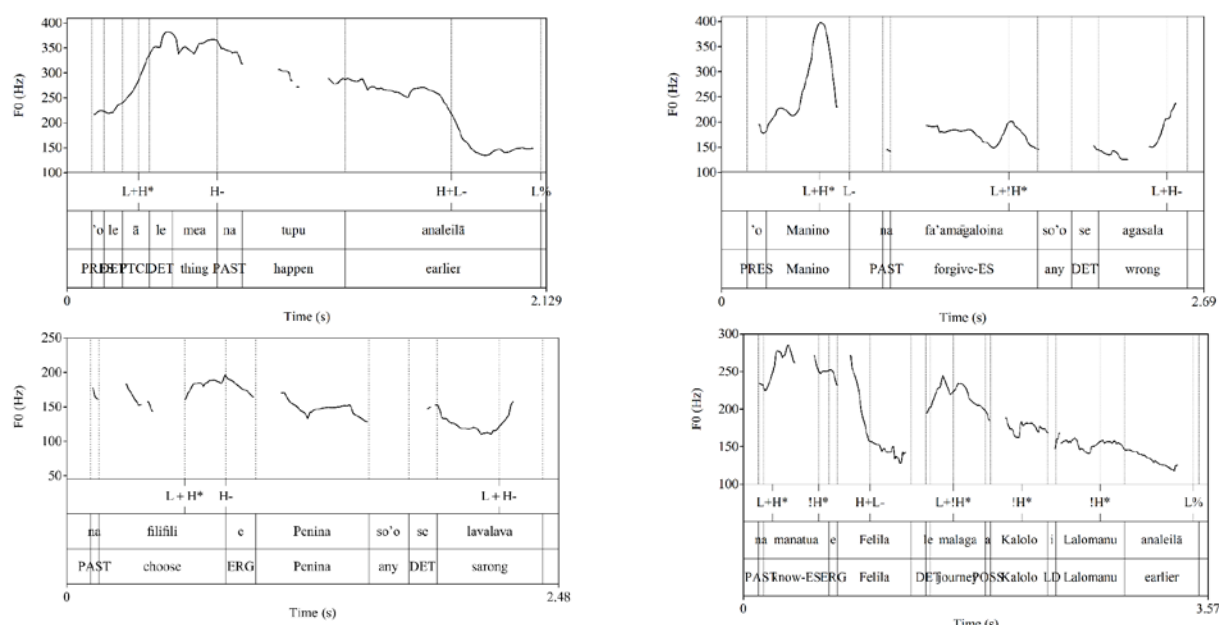 400
350
300
250
200
150
100
F0 (Hz)
L+H* H- H+L- L%
'o le ā le mea na tupu analeilā
PRES DET PTCL DET thing PAST happen earlier
0 2.129
Time (s)
400
350
300
250
200
150
100
F0 (Hz)
L+H* L- L+!H* L+H-
'o Manino na fa'amāgaloina so'o se agasala
PRES Manino PAST forgive-ES any DET wrong
0 2.69
Time (s)
250
200
150
100
50
F0 (Hz)
L + H* H- L + H-
na filifili e Penina so'o se lavalava
PAST choose ERG Penina any DET sarong
0 2.48
Time (s)
300
250
200
150
100
F0 (Hz)
L+H* !H* H+L- L+!H* !H* !H* L%
na manatua e Felila le malaga a Kalolo i Lalomanu analeilā
PAST know-ES ERG Felila DET journey POSS Kalolo LD Lalomanu earlier
0 3.57
Time (s)